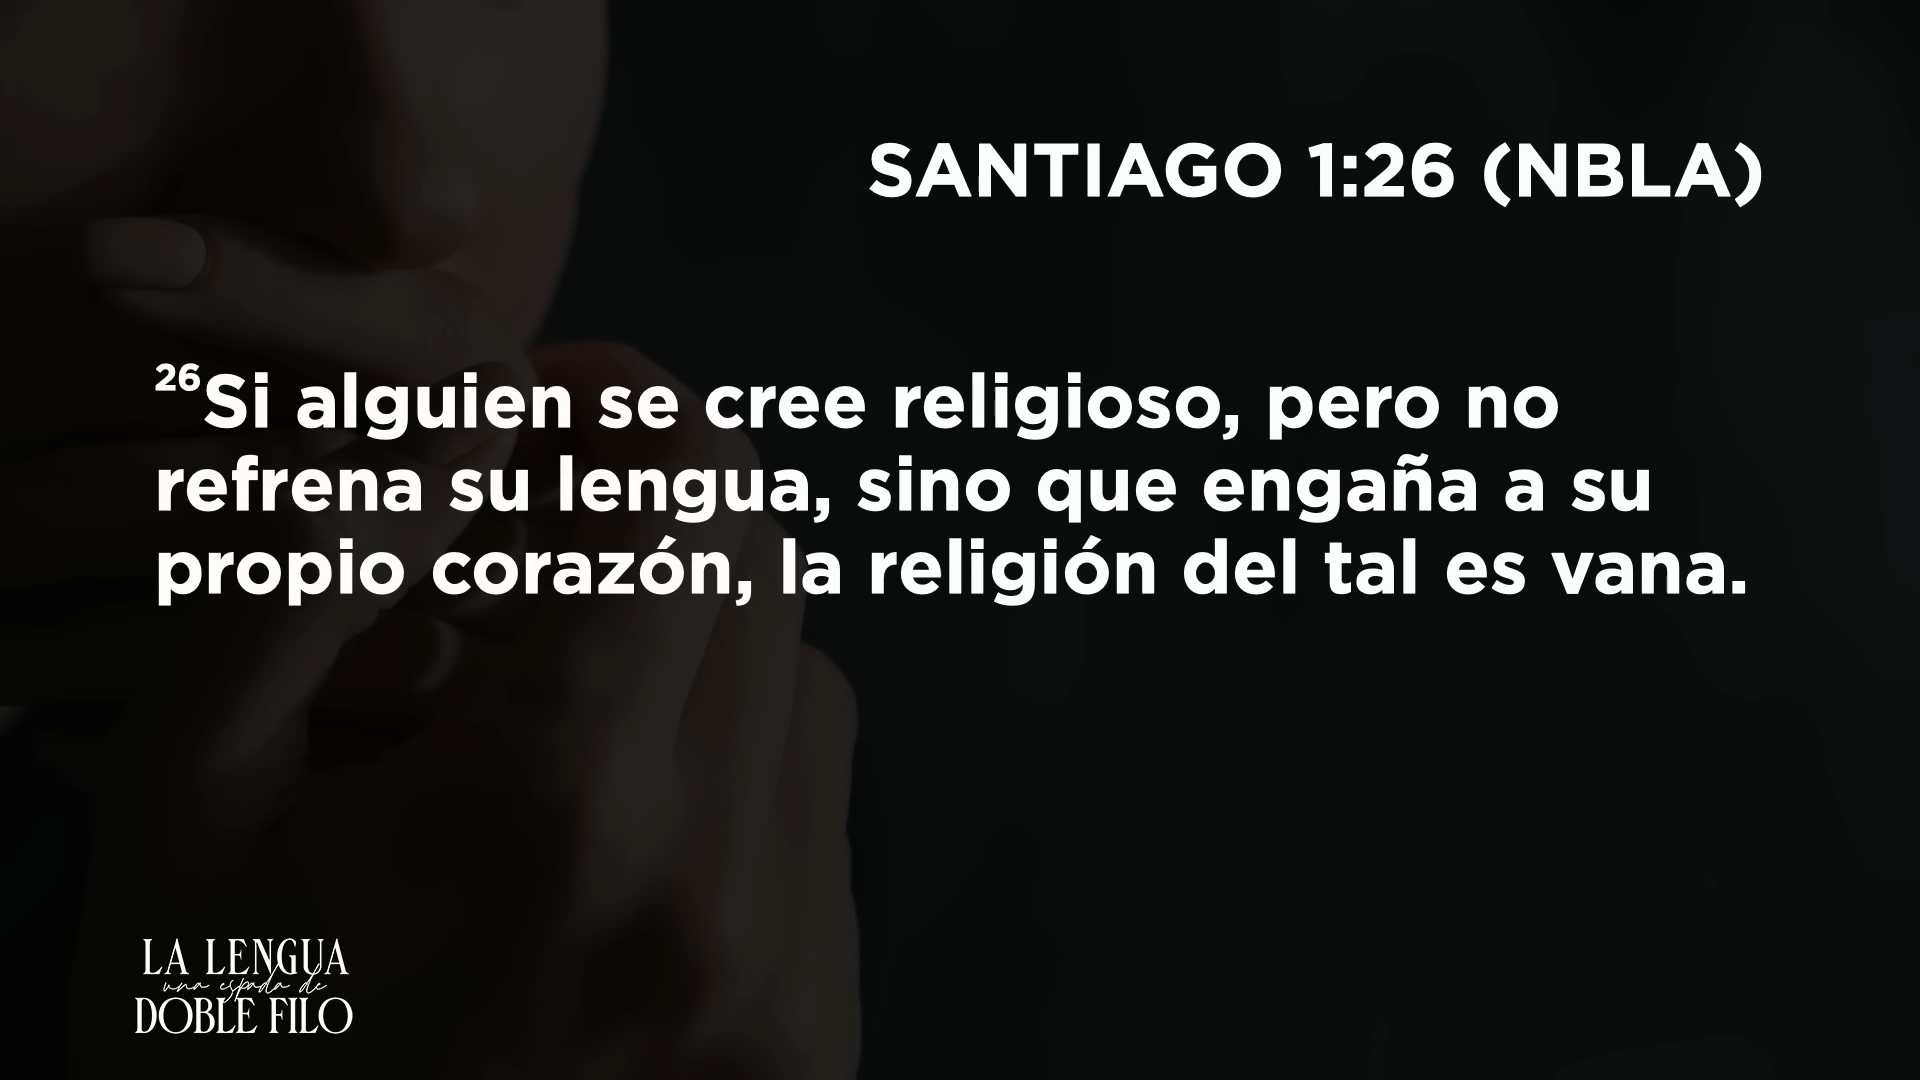 SANTIAGO 1:26 (NBLA)
²⁶Si alguien se cree religioso, pero no
refrena su lengua, sino que engaña a su
propio corazón, la religión del tal es vana.
LA LENGUA
una espada de
DOBLE FILO